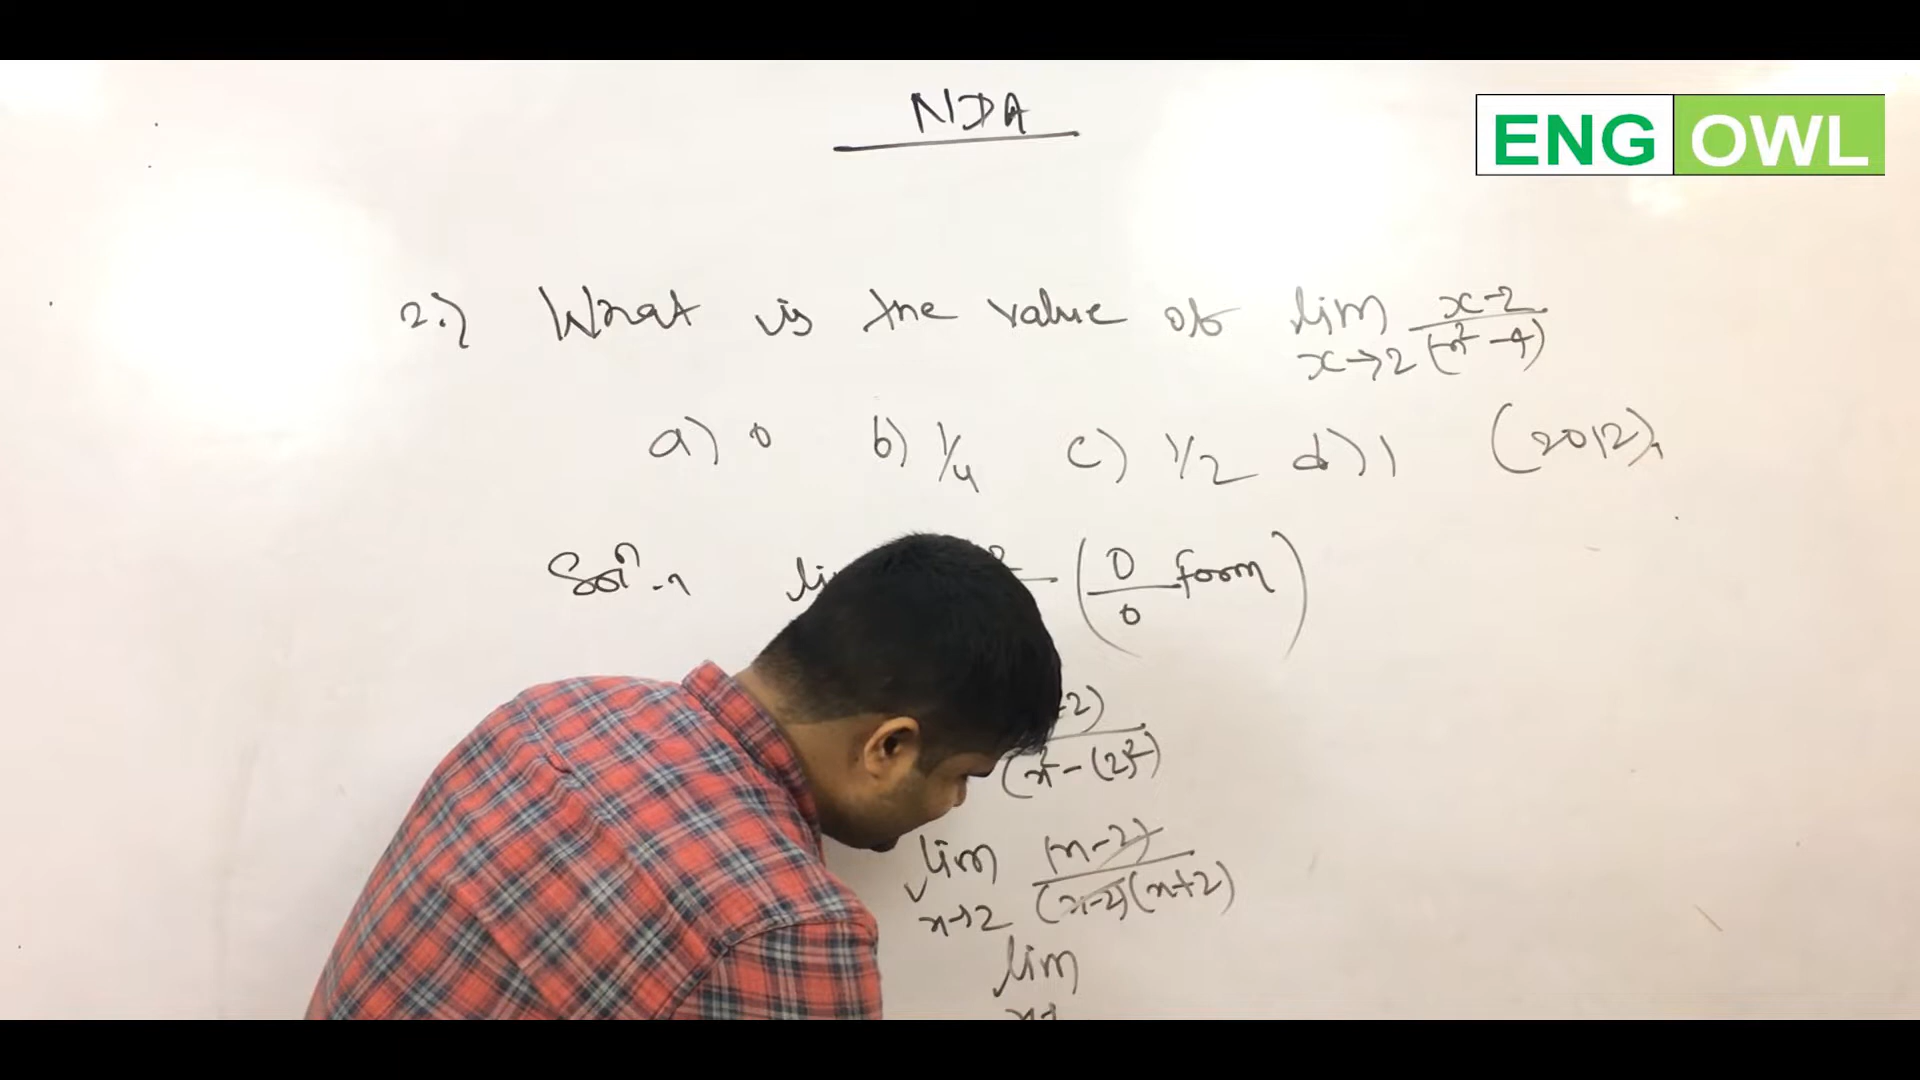 NDA
ENG OWL
2.) What is the value of lim x→2 x-2/(x²-4)
a) 0 b) 1/4 c) 1/2 d) 1 (2012)
Sol^n → (0/0 form)
(x²-(2)²)
lim x→2 (x-2)/(x-2)(x+2)
lim